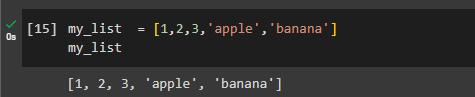 [15] my_list  = [1,2,3,'apple','banana']
my_list
0s
[1, 2, 3, 'apple', 'banana']